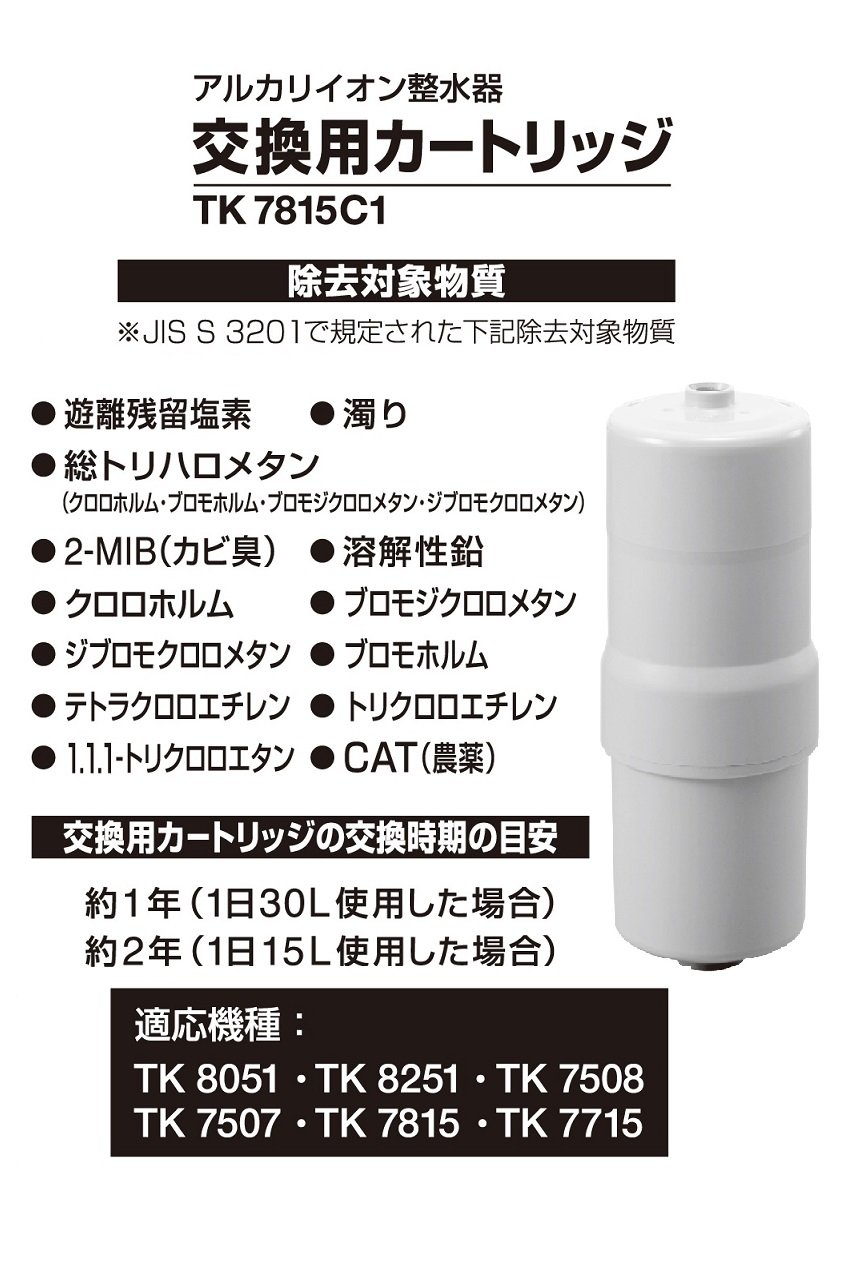 アルカリイオン整水器
交換用カートリッジ
TK 7815C1
除去対象物質
※JIS S 3201で規定された下記除去対象物質
● 遊離残留塩素 ● 濁り
● 総トリハロメタン
(クロロホルム・ブロモホルム・ブロモジクロロメタン・ジブロモクロロメタン)
● 2-MIB(カビ臭) ● 溶解性鉛
● クロロホルム ● ブロモジクロロメタン
● ジブロモクロロメタン ● ブロモホルム
● テトラクロロエチレン ● トリクロロエチレン
● 1.1.1-トリクロロエタン ● CAT(農薬)
交換用カートリッジの交換時期の目安
約1年(1日30L使用した場合)
約2年(1日15L使用した場合)
適応機種：
TK 8051・TK 8251・TK 7508
TK 7507・TK 7815・TK 7715